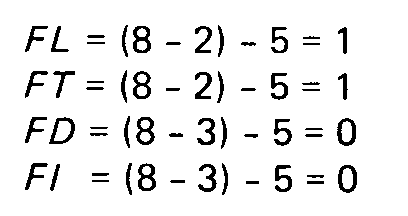 FL = (8 – 2) – 5 = 1
FT = (8 – 2) – 5 = 1
FD = (8 – 3) – 5 = 0
FI = (8 – 3) – 5 = 0